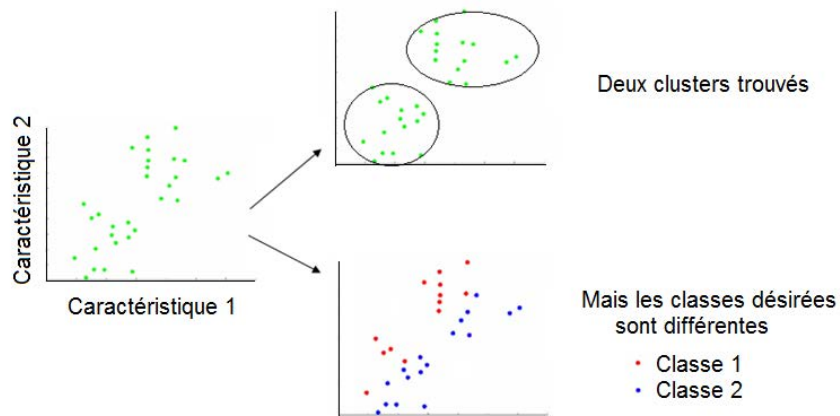 Deux clusters trouvés
Caractéristique 2
Caractéristique 1
Mais les classes désirées
sont différentes
Classe 1
Classe 2